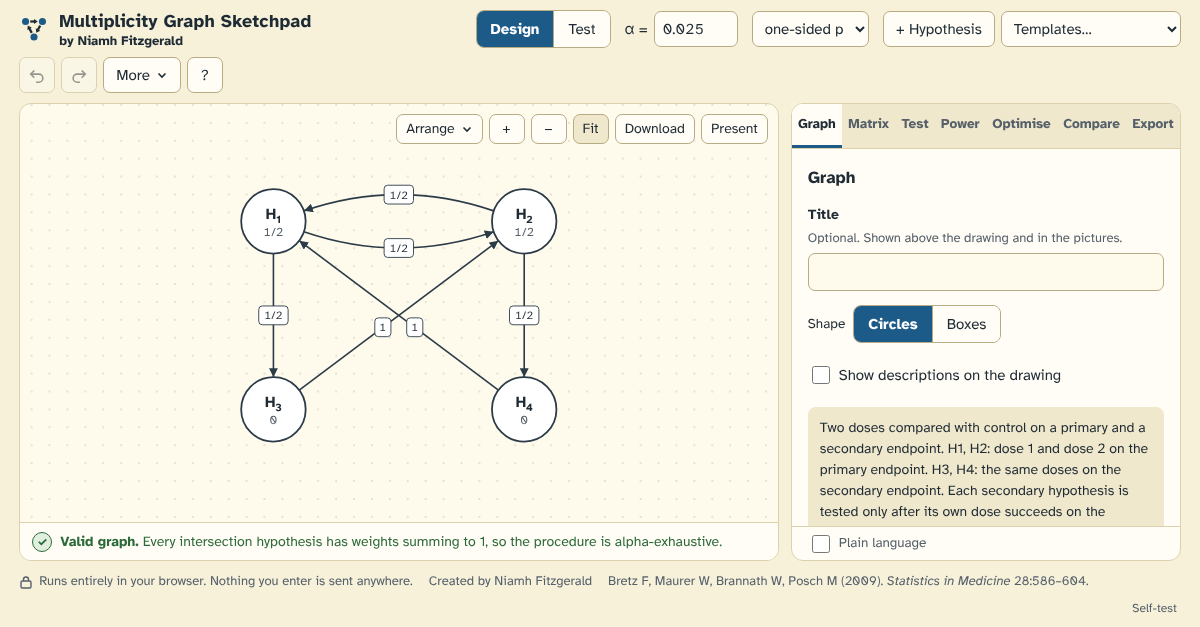 Multiplicity Graph Sketchpad
by Niamh Fitzgerald
Design
Test
α =
0.025
one-sided p
+ Hypothesis
Templates...
More
?
Arrange
+
−
Fit
Download
Present
H1
1/2
H2
1/2
1/2
1/2
1/2
1/2
1
1
H3
0
H4
0
Valid graph. Every intersection hypothesis has weights summing to 1, so the procedure is alpha-exhaustive.
Graph
Matrix
Test
Power
Optimise
Compare
Export
Graph
Title
Optional. Shown above the drawing and in the pictures.
Shape
Circles
Boxes
Show descriptions on the drawing
Two doses compared with control on a primary and a
secondary endpoint. H1, H2: dose 1 and dose 2 on the
primary endpoint. H3, H4: the same doses on the
secondary endpoint. Each secondary hypothesis is
tested only after its own dose succeeds on the
Plain language
Runs entirely in your browser. Nothing you enter is sent anywhere.
Created by Niamh Fitzgerald
Bretz F, Maurer W, Brannath W, Posch M (2009). Statistics in Medicine 28:586–604.
Self-test